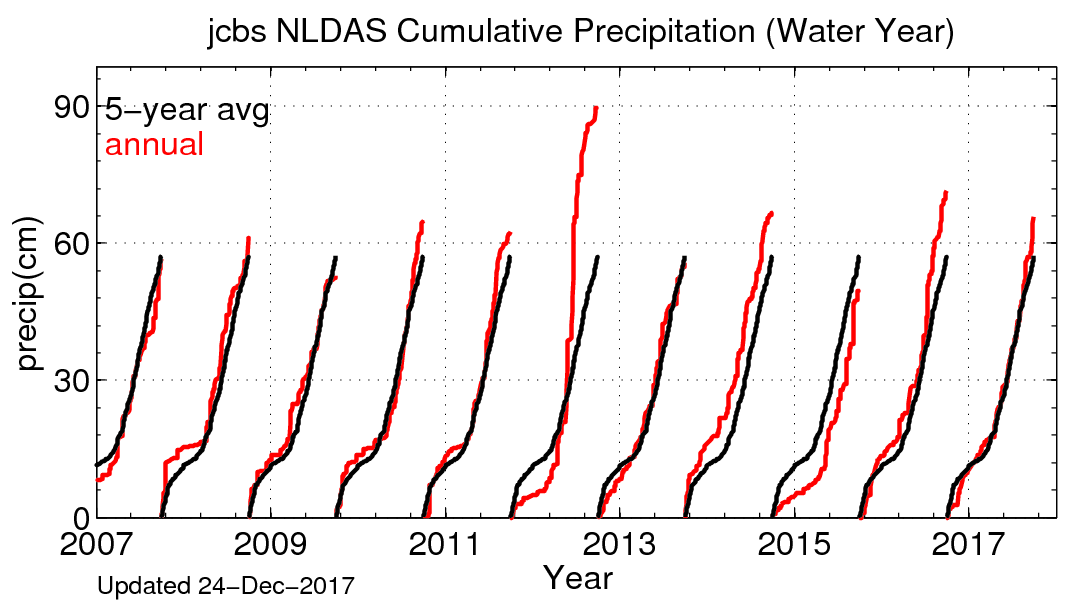 jcbs NLDAS Cumulative Precipitation (Water Year)
90
5−year avg
annual
60
precip(cm)
30
0
2007 2009 2011 2013 2015 2017
Year
Updated 24−Dec−2017